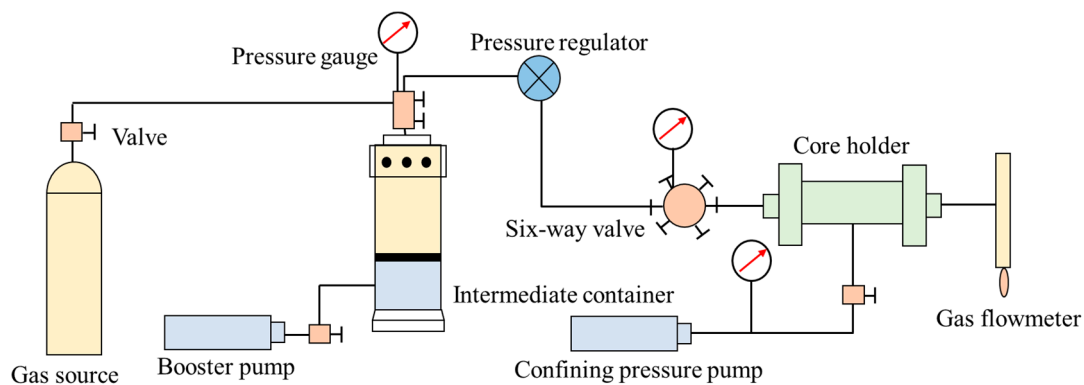 Pressure regulator
Pressure gauge
Valve
Core holder
Six-way valve
Intermediate container
Gas flowmeter
Booster pump
Confining pressure pump
Gas source